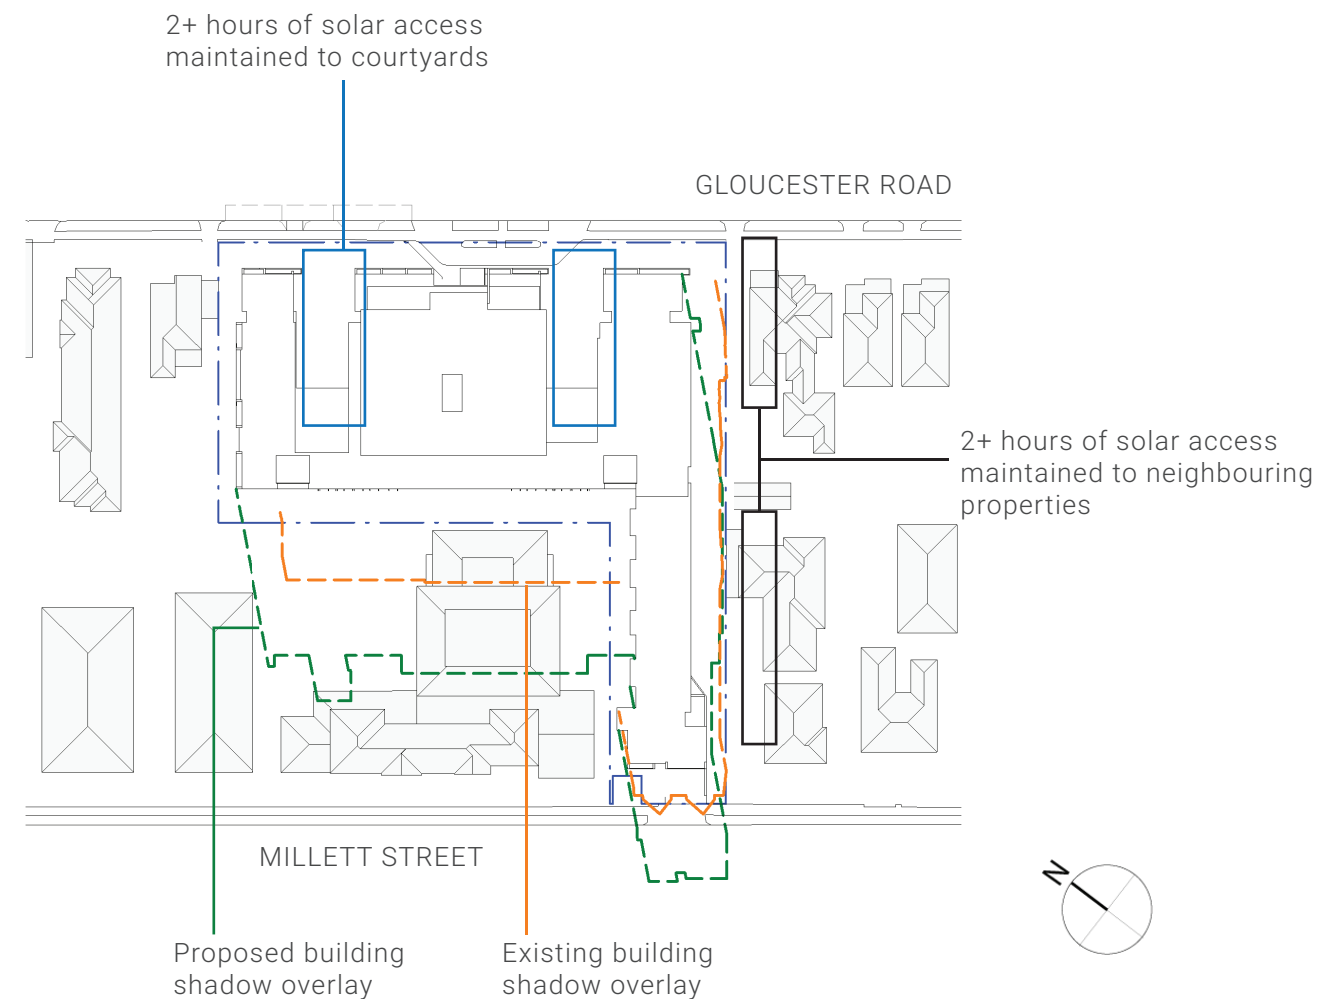 2+ hours of solar access
maintained to courtyards
GLOUCESTER ROAD
2+ hours of solar access
maintained to neighbouring
properties
MILLETT STREET
N
Proposed building
shadow overlay
Existing building
shadow overlay